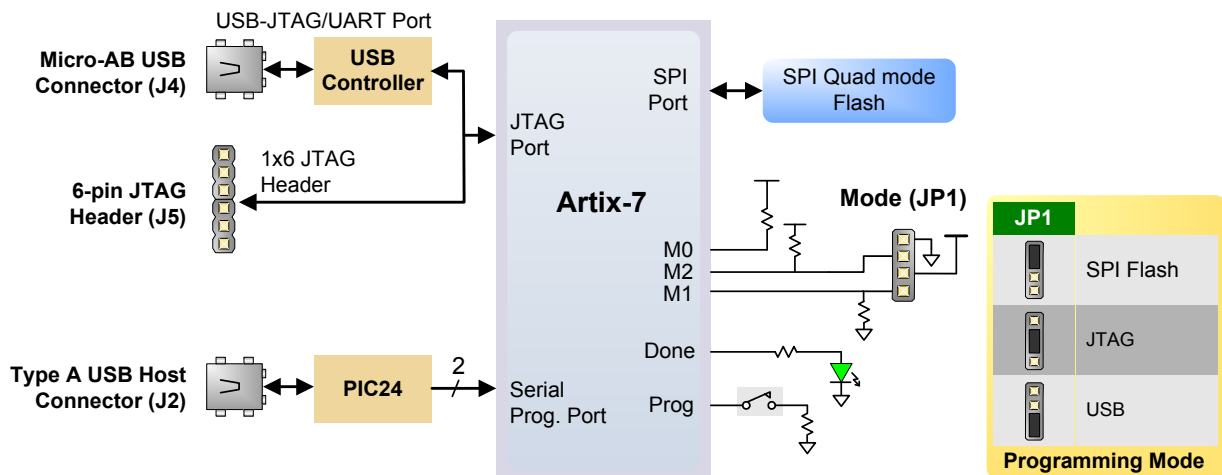 USB-JTAG/UART Port
Micro-AB USB
Connector (J4)
USB
Controller
6-pin JTAG
Header (J5)
1x6 JTAG
Header
Type A USB Host
Connector (J2)
PIC24
2
JTAG
Port
Serial
Prog. Port
Artix-7
SPI
Port
M0
M2
M1
Done
Prog
SPI Quad mode
Flash
Mode (JP1)
JP1
SPI Flash
JTAG
USB
Programming Mode